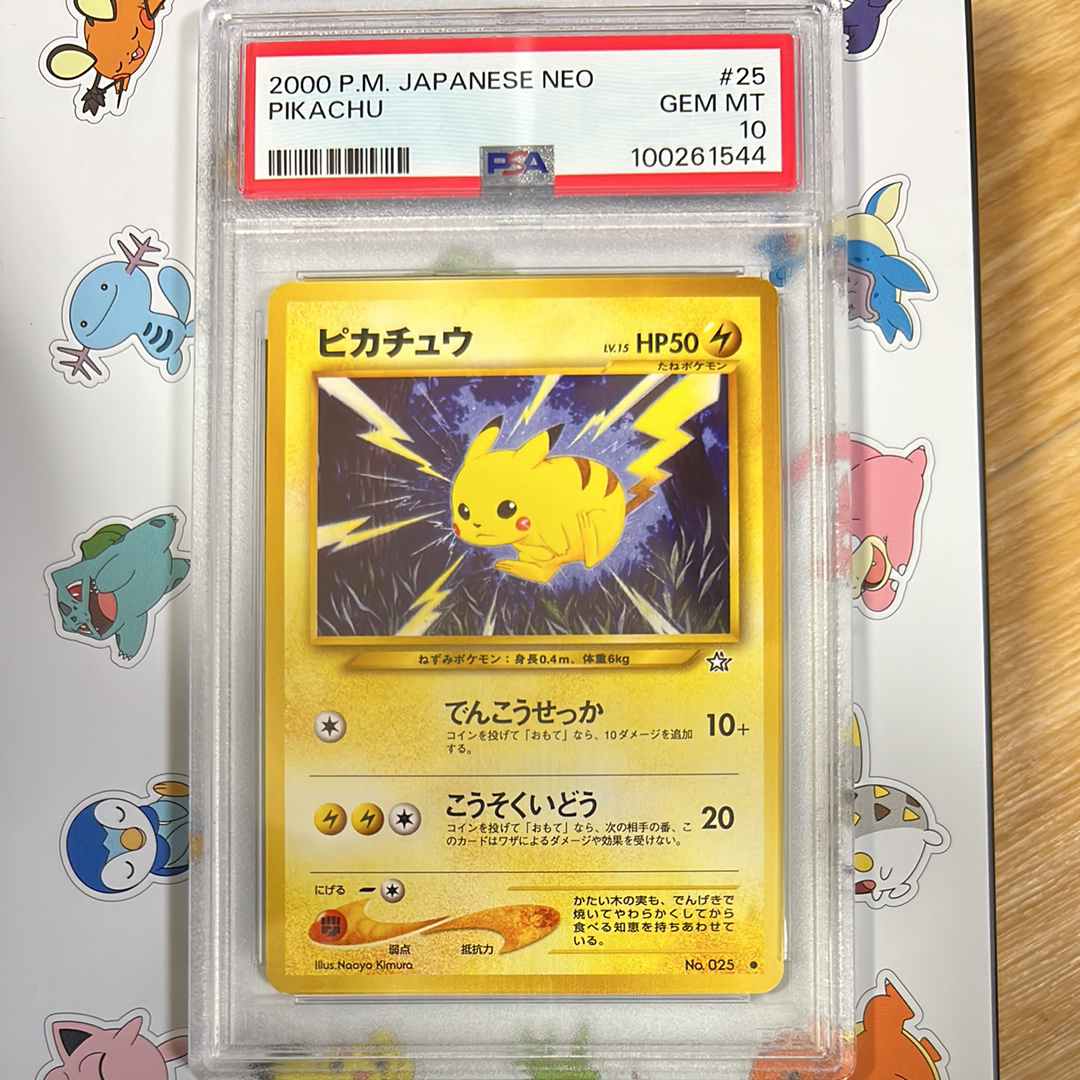 2000 P.M. JAPANESE NEO #25
PIKACHU GEM MT
10
PSA 100261544
ピカチュウ LV.15 HP50
たねポケモン
ねずみポケモン：身長0.4m、体重6kg
でんこうせっか 10+
コインを投げて「おもて」なら、10ダメージを追加
する。
こうそくいどう 20
コインを投げて「おもて」なら、次の相手の番、こ
のカードはワザによるダメージや効果を受けない。
にげる
弱点 抵抗力
かたい木の実も、でんげきで
焼いてやわらかくしてから
食べる知恵を持ちあわせて
いる。
Illus.Naoyo Kimura No. 025